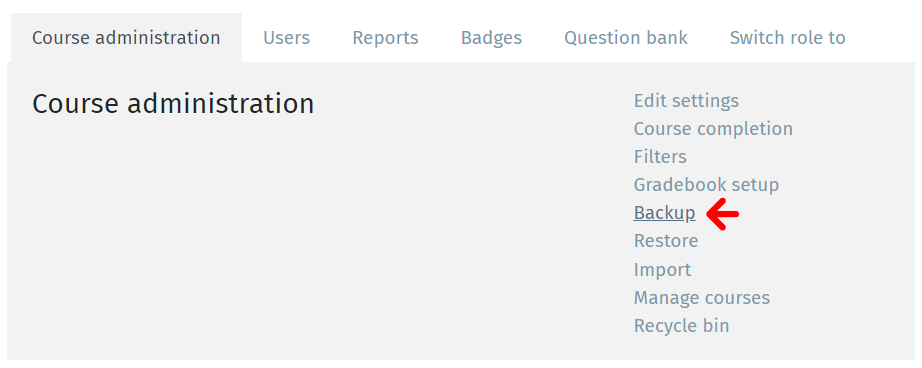 Course administration Users Reports Badges Question bank Switch role to
Course administration
Edit settings
Course completion
Filters
Gradebook setup
Backup
Restore
Import
Manage courses
Recycle bin